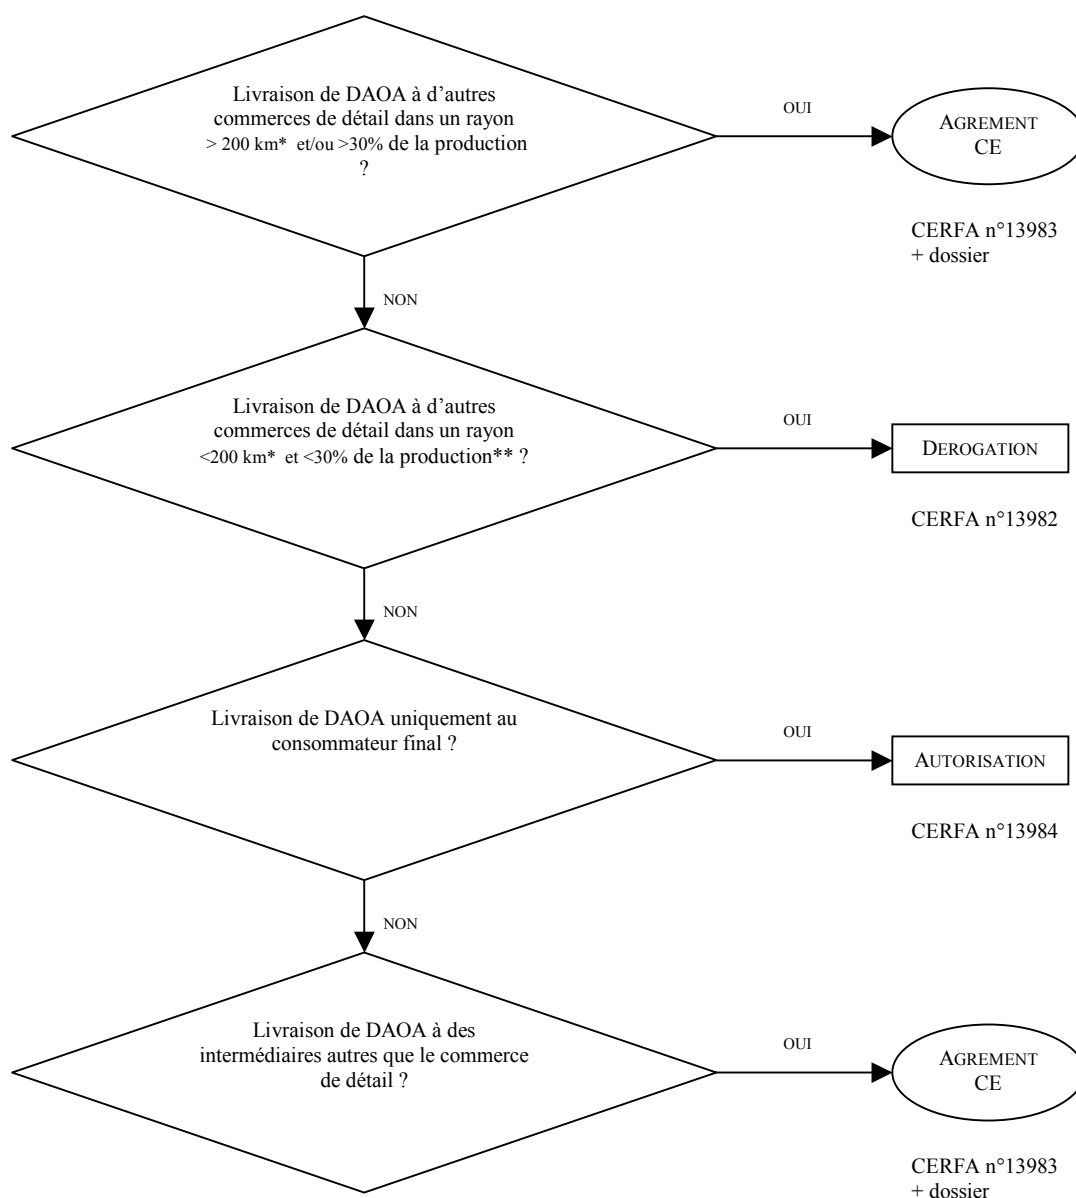 Livraison de DAOA à d’autres
commerces de détail dans un rayon
> 200 km* et/ou >30% de la production
?
OUI
AGREMENT
CE
CERFA n°13983
+ dossier
NON
Livraison de DAOA à d’autres
commerces de détail dans un rayon
<200 km* et <30% de la production** ?
OUI
DEROGATION
CERFA n°13982
NON
Livraison de DAOA uniquement au
consommateur final ?
OUI
AUTORISATION
CERFA n°13984
NON
Livraison de DAOA à des
intermédiaires autres que le commerce
de détail ?
OUI
AGREMENT
CE
CERFA n°13983
+ dossier